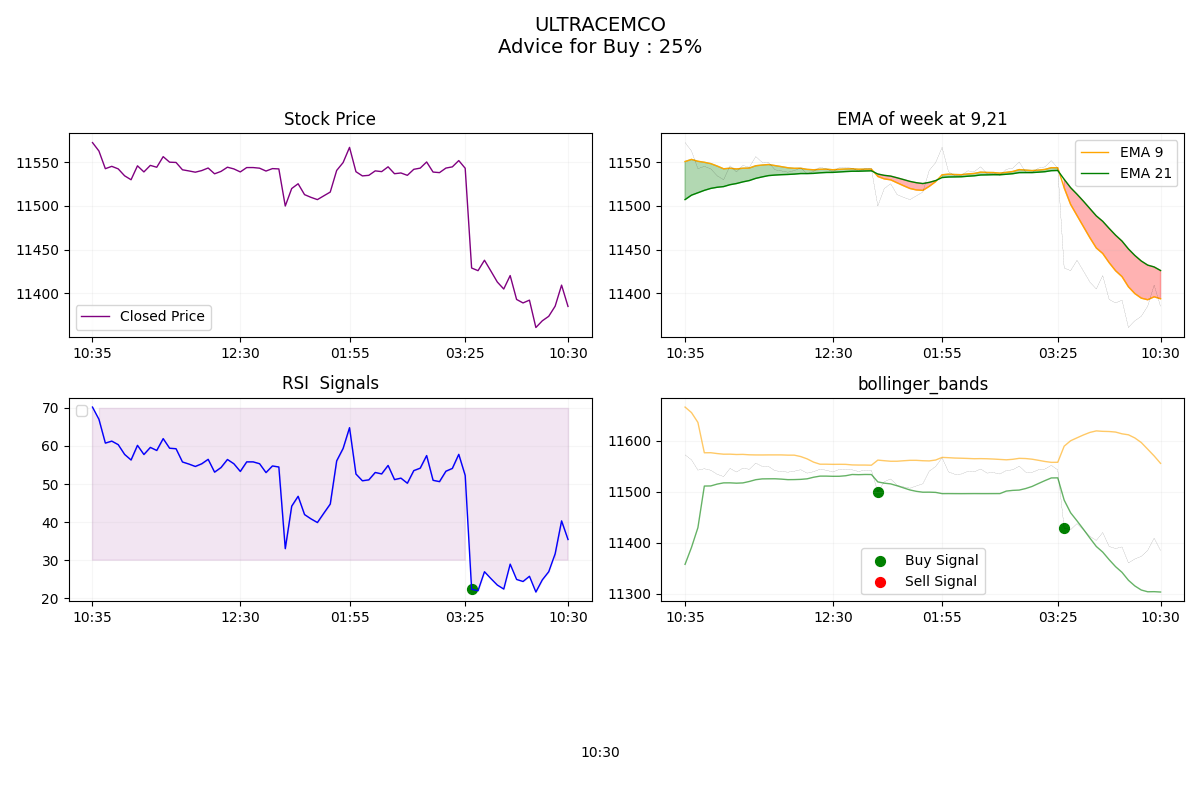 ULTRACEMCO
Advice for Buy : 25%
Stock Price
11550
11500
11450
11400
Closed Price
10:35 12:30 01:55 03:25 10:30
EMA of week at 9,21
11550
11500
11450
11400
EMA 9
EMA 21
10:35 12:30 01:55 03:25 10:30
RSI  Signals
70
60
50
40
30
20
10:35 12:30 01:55 03:25 10:30
bollinger_bands
11600
11500
11400
11300
Buy Signal
Sell Signal
10:35 12:30 01:55 03:25 10:30
10:30